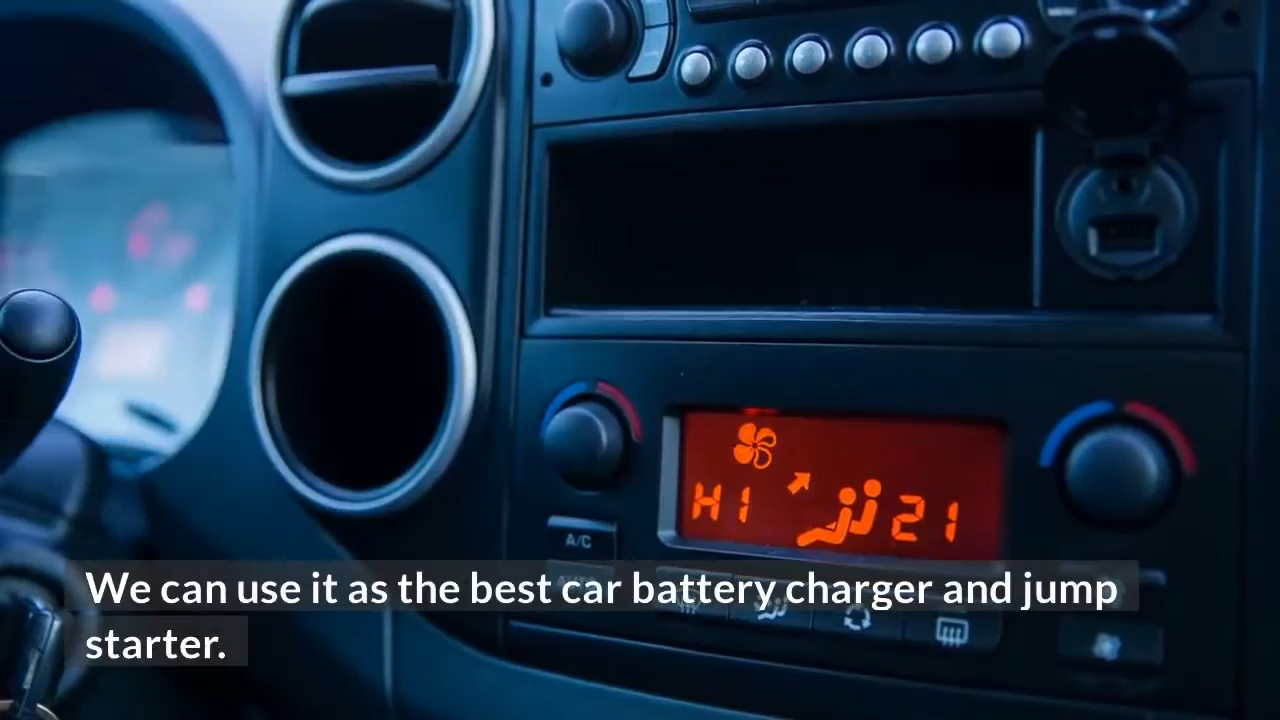 HI 21
A/C
We can use it as the best car battery charger and jump
starter.